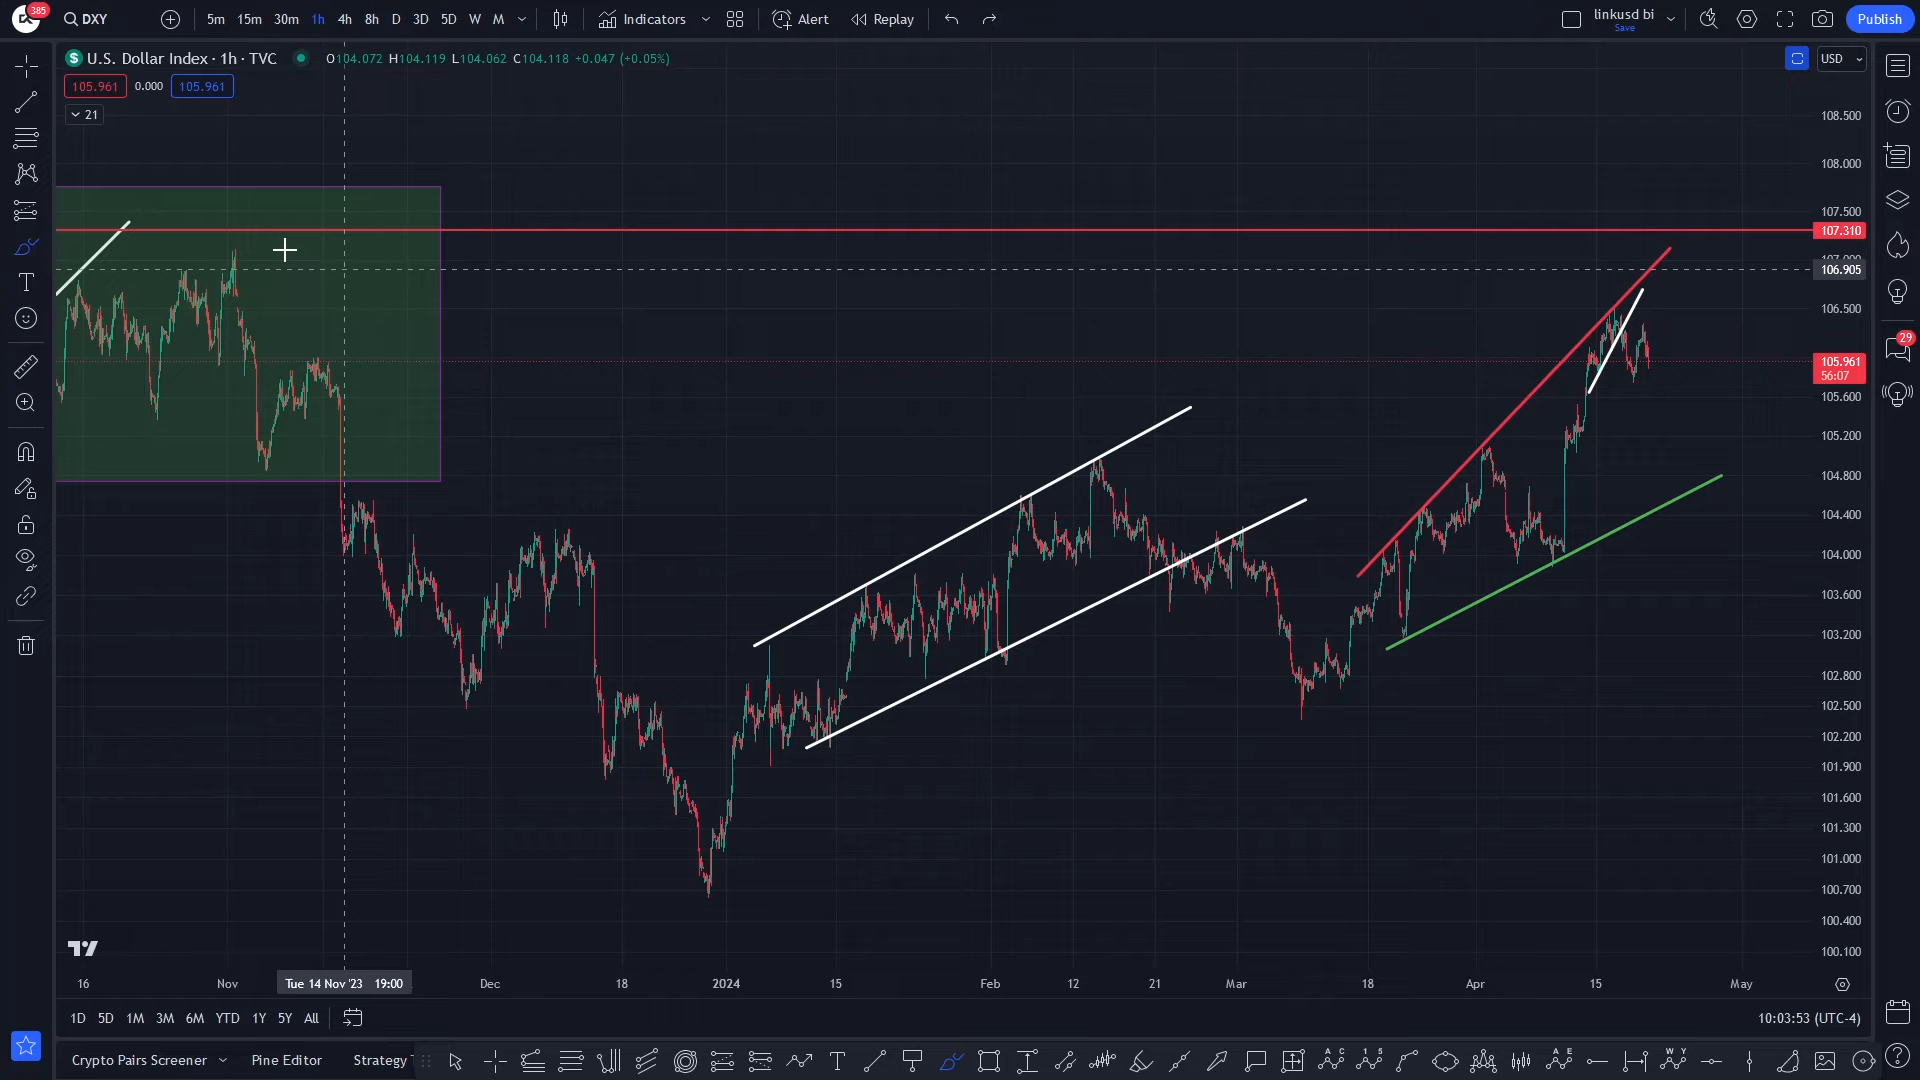 385
DXY
5m 15m 30m 1h 4h 8h D 3D 5D W M
Indicators
Alert
Replay
linkusd bi
Save
Publish
U.S. Dollar Index · 1h · TVC
O104.072 H104.119 L104.062 C104.118 +0.047 (+0.05%)
USD
105.961 0.000 105.961
21
108.500
108.000
107.500
107.310
106.905
106.500
105.961
56:07
105.600
105.200
104.800
104.400
104.000
103.600
103.200
102.800
102.500
102.200
101.900
101.600
101.300
101.000
100.700
100.400
100.100
29
16 Nov Tue 14 Nov '23 19:00 Dec 18 2024 15 Feb 12 21 Mar 18 Apr 15 May
1D 5D 1M 3M 6M YTD 1Y 5Y All
10:03:53 (UTC-4)
Crypto Pairs Screener Pine Editor Strategy